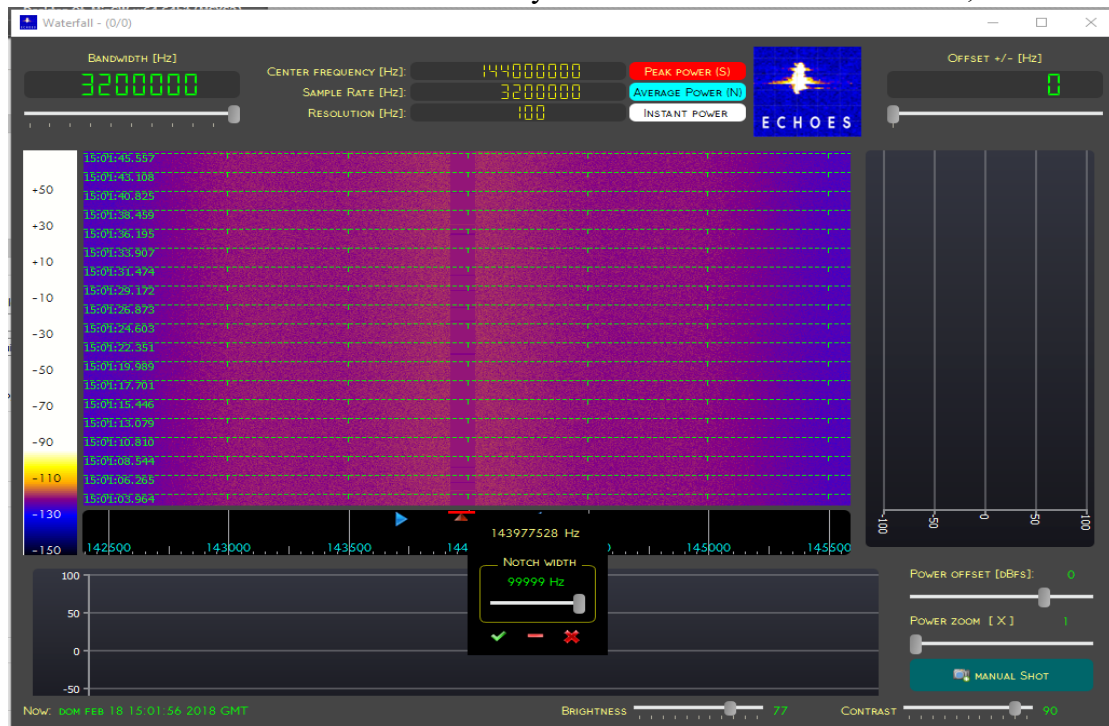 Waterfall - (0/0)
Bandwidth [Hz]
3200000
Center frequency [Hz]: 144000000
Sample Rate [Hz]: 3200000
Resolution [Hz]: 100
Peak power (S)
Average Power (N)
Instant power
ECHOES
Offset +/- [Hz]
0
+50
+30
+10
-10
-30
-50
-70
-90
-110
-130
-150
15:01:45.557
15:01:43.108
15:01:40.825
15:01:38.459
15:01:36.195
15:01:33.907
15:01:31.474
15:01:29.172
15:01:26.873
15:01:24.603
15:01:22.351
15:01:19.989
15:01:17.701
15:01:15.446
15:01:13.079
15:01:10.810
15:01:08.544
15:01:06.265
15:01:03.964
142500 143000 143500 144 145000 145500
-100 -50 0 50 100
143977528 Hz
Notch width
99999 Hz
100
50
0
-50
Power offset [dBFs]: 0
Power zoom [ X ] 1
Manual Shot
Now: dom feb 18 15:01:56 2018 GMT
Brightness 77
Contrast 90